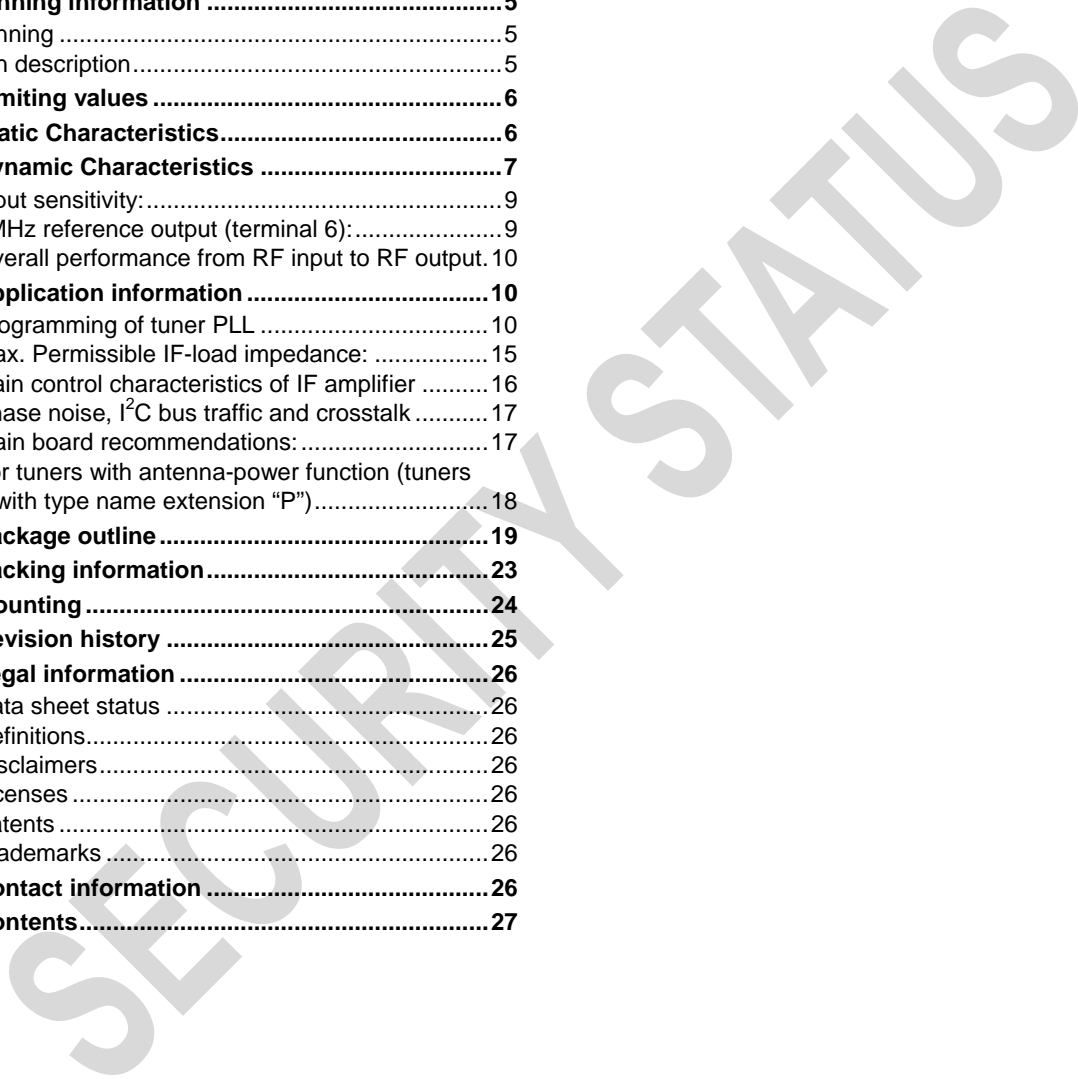 nning information ...............................................5
nning ......................................................................5
n description..........................................................5
miting values .......................................................6
atic Characteristics............................................6
ynamic Characteristics ......................................7
out sensitivity:........................................................9
MHz reference output (terminal 6):.....................9
verall performance from RF input to RF output.10
pplication information ......................................10
ogramming of tuner PLL ....................................10
ax. Permissible IF-load impedance: ..................15
ain control characteristics of IF amplifier ..........16
hase noise, I2C bus traffic and crosstalk............17
ain board recommendations:..............................17
or tuners with antenna-power function (tuners
with type name extension “P”)............................18
ackage outline....................................................19
acking information.............................................23
ounting ................................................................24
evision history ...................................................25
egal information .................................................26
ata sheet status ....................................................26
efinitions................................................................26
sclaimers..............................................................26
censes ..................................................................26
atents ....................................................................26
ademarks .............................................................26
ontact information .............................................26
ontents.................................................................27
SECURITY STATUS